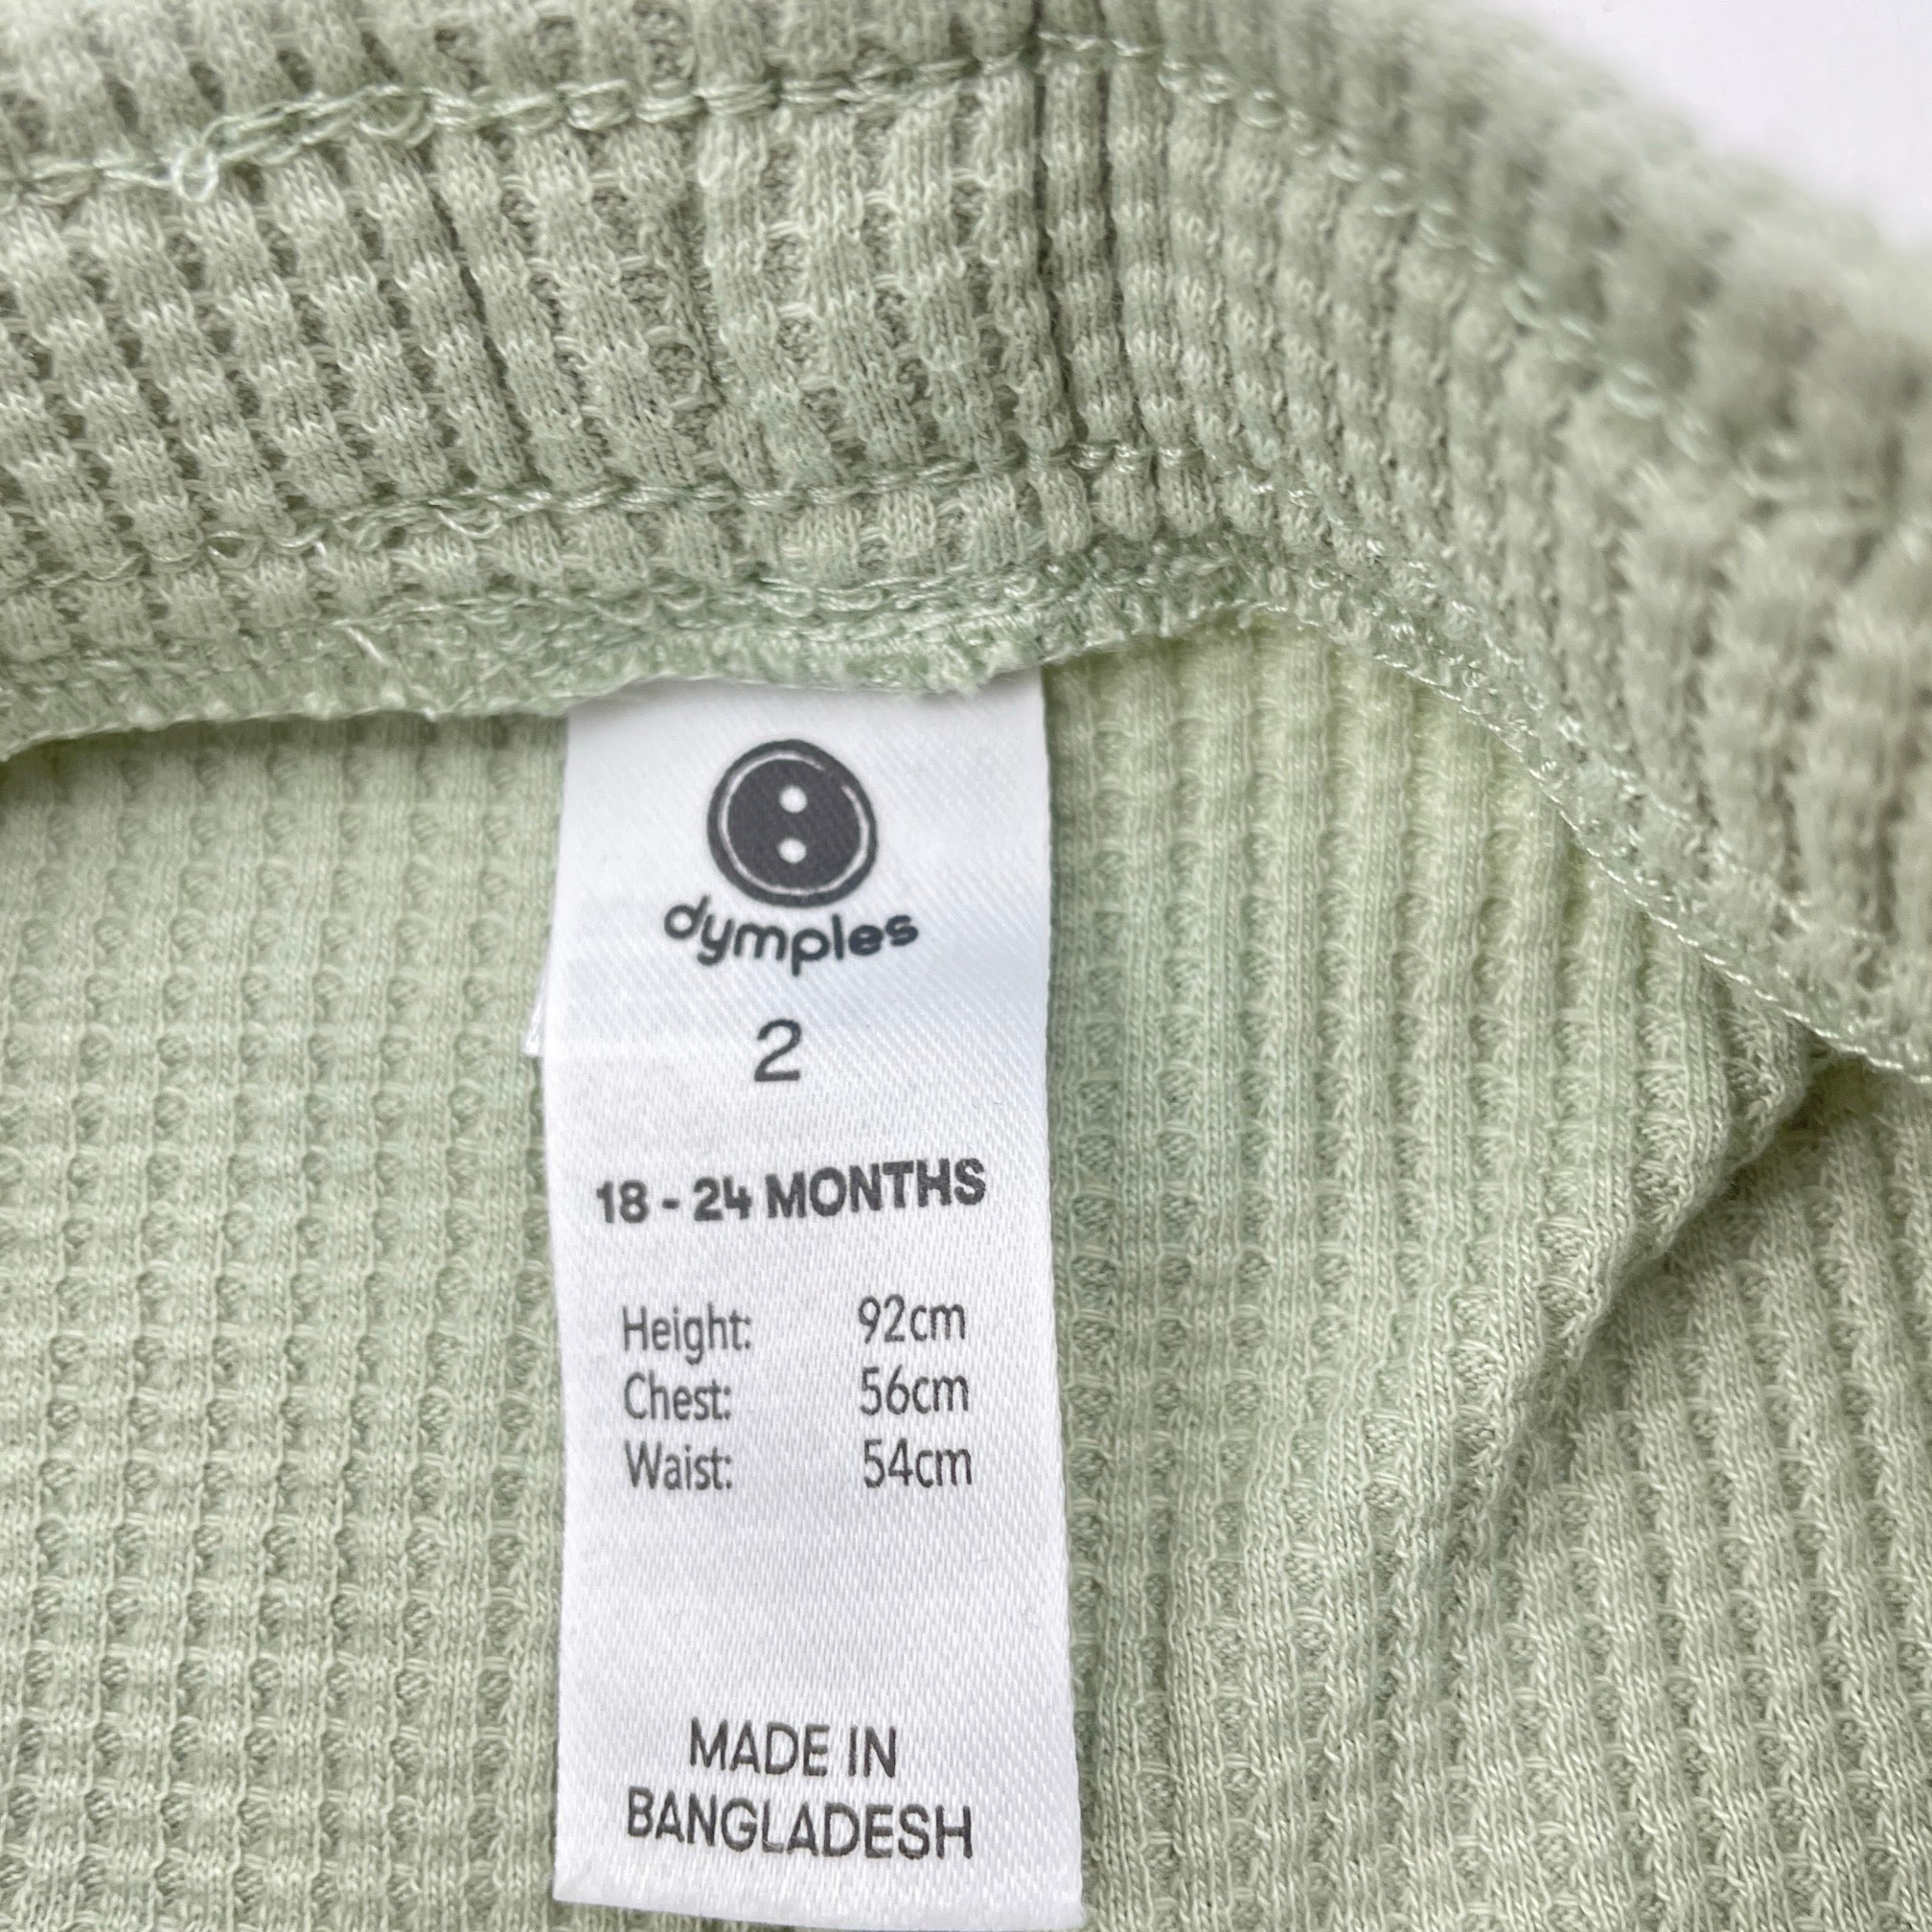 dymples
2
18 - 24 MONTHS
Height: 92cm
Chest: 56cm
Waist: 54cm
MADE IN
BANGLADESH